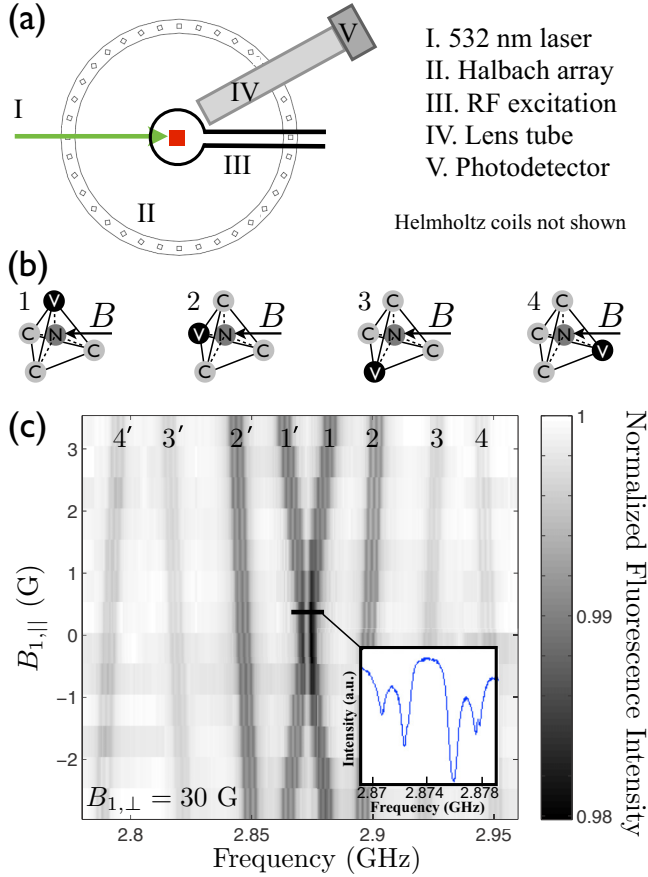 (a)
I
II
III
IV
V
I. 532 nm laser
II. Halbach array
III. RF excitation
IV. Lens tube
V. Photodetector
Helmholtz coils not shown
(b)
1 V C N C C B
2 C V N C C B
3 C C N C V B
4 C C N V C B
(c)
4′ 3′ 2′ 1′ 1 2 3 4
3
2
1
0
-1
-2
B1,|| (G)
B1,⊥ = 30 G
2.8 2.85 2.9 2.95
Frequency (GHz)
Intensity (a.u.)
2.87 2.874 2.878
Frequency (GHz)
1
0.99
0.98
Normalized Fluorescence Intensity